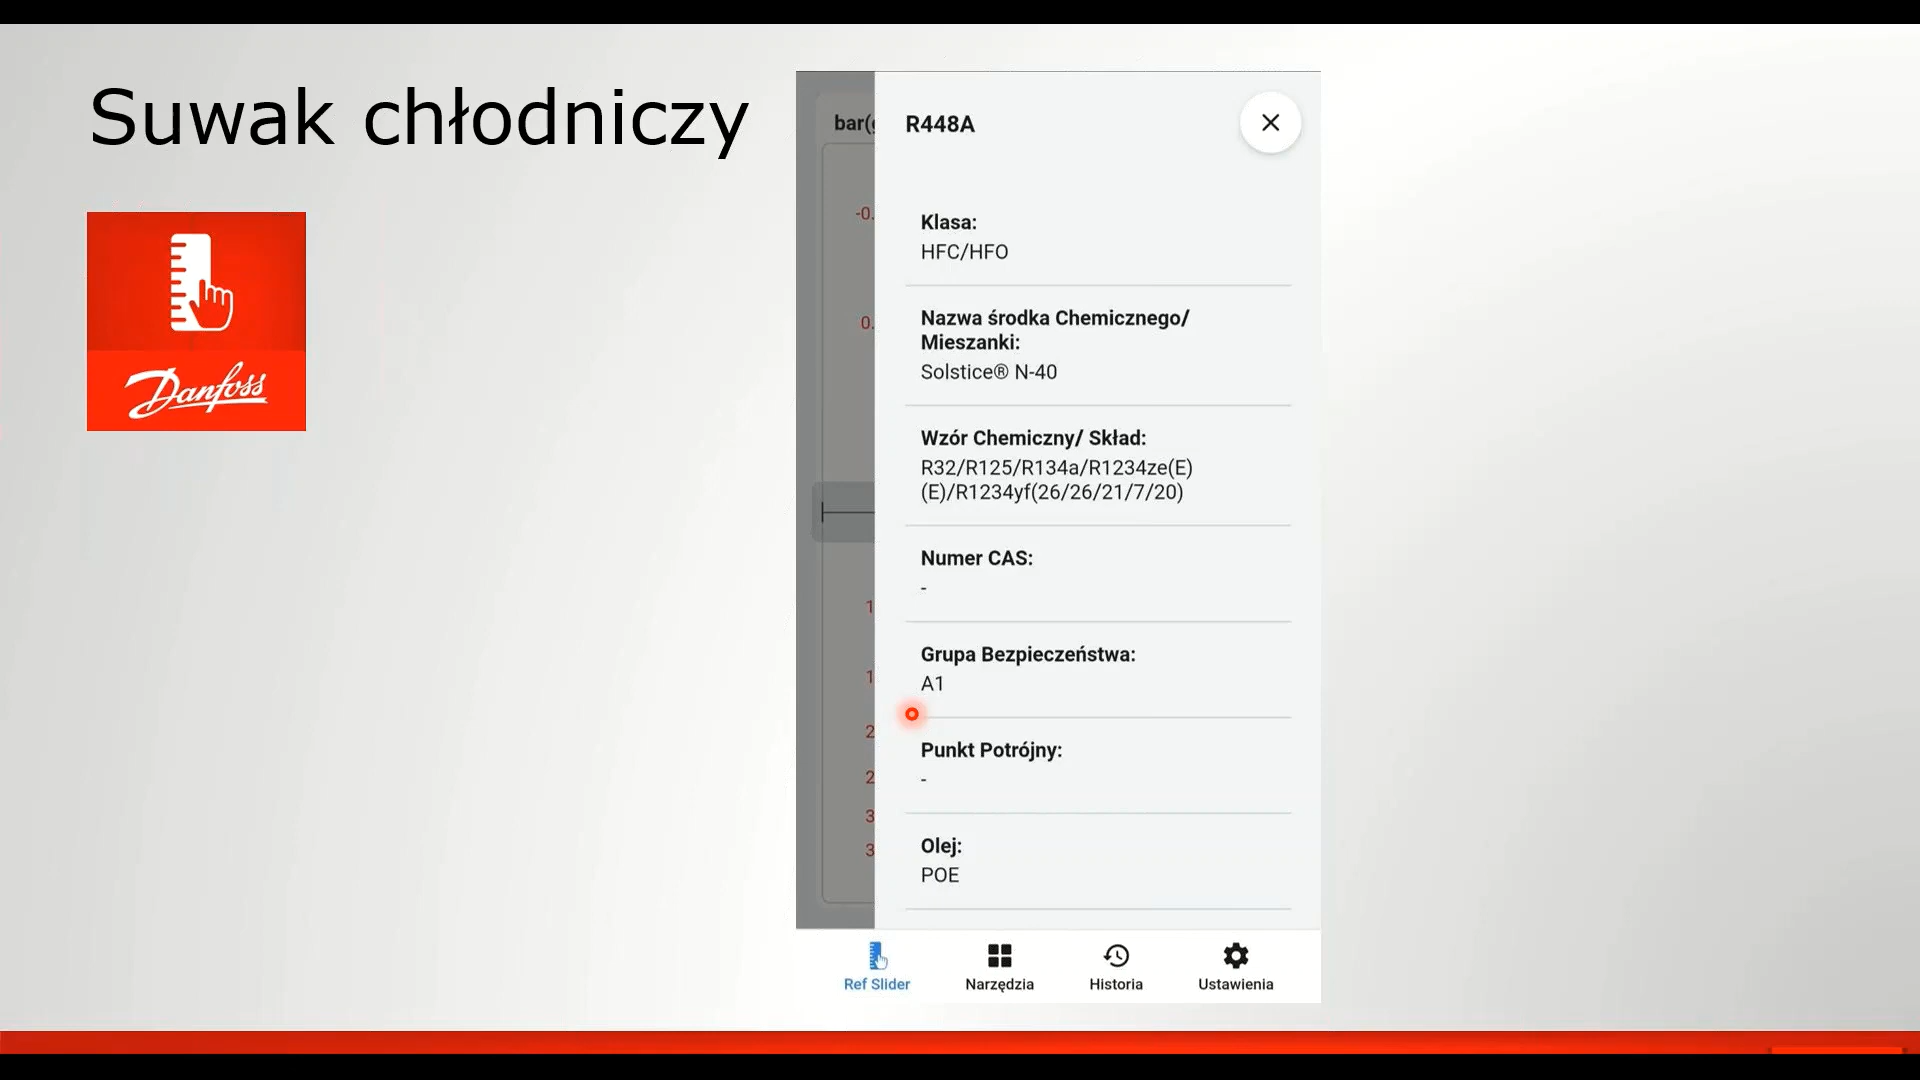 Suwak chłodniczy
Danfoss
bar(
R448A
-0.
0.
1
1
2
2
3
3
Klasa:
HFC/HFO
Nazwa środka Chemicznego/
Mieszanki:
Solstice® N-40
Wzór Chemiczny/ Skład:
R32/R125/R134a/R1234ze(E)
(E)/R1234yf(26/26/21/7/20)
Numer CAS:
-
Grupa Bezpieczeństwa:
A1
Punkt Potrójny:
-
Olej:
POE
Ref Slider
Narzędzia
Historia
Ustawienia